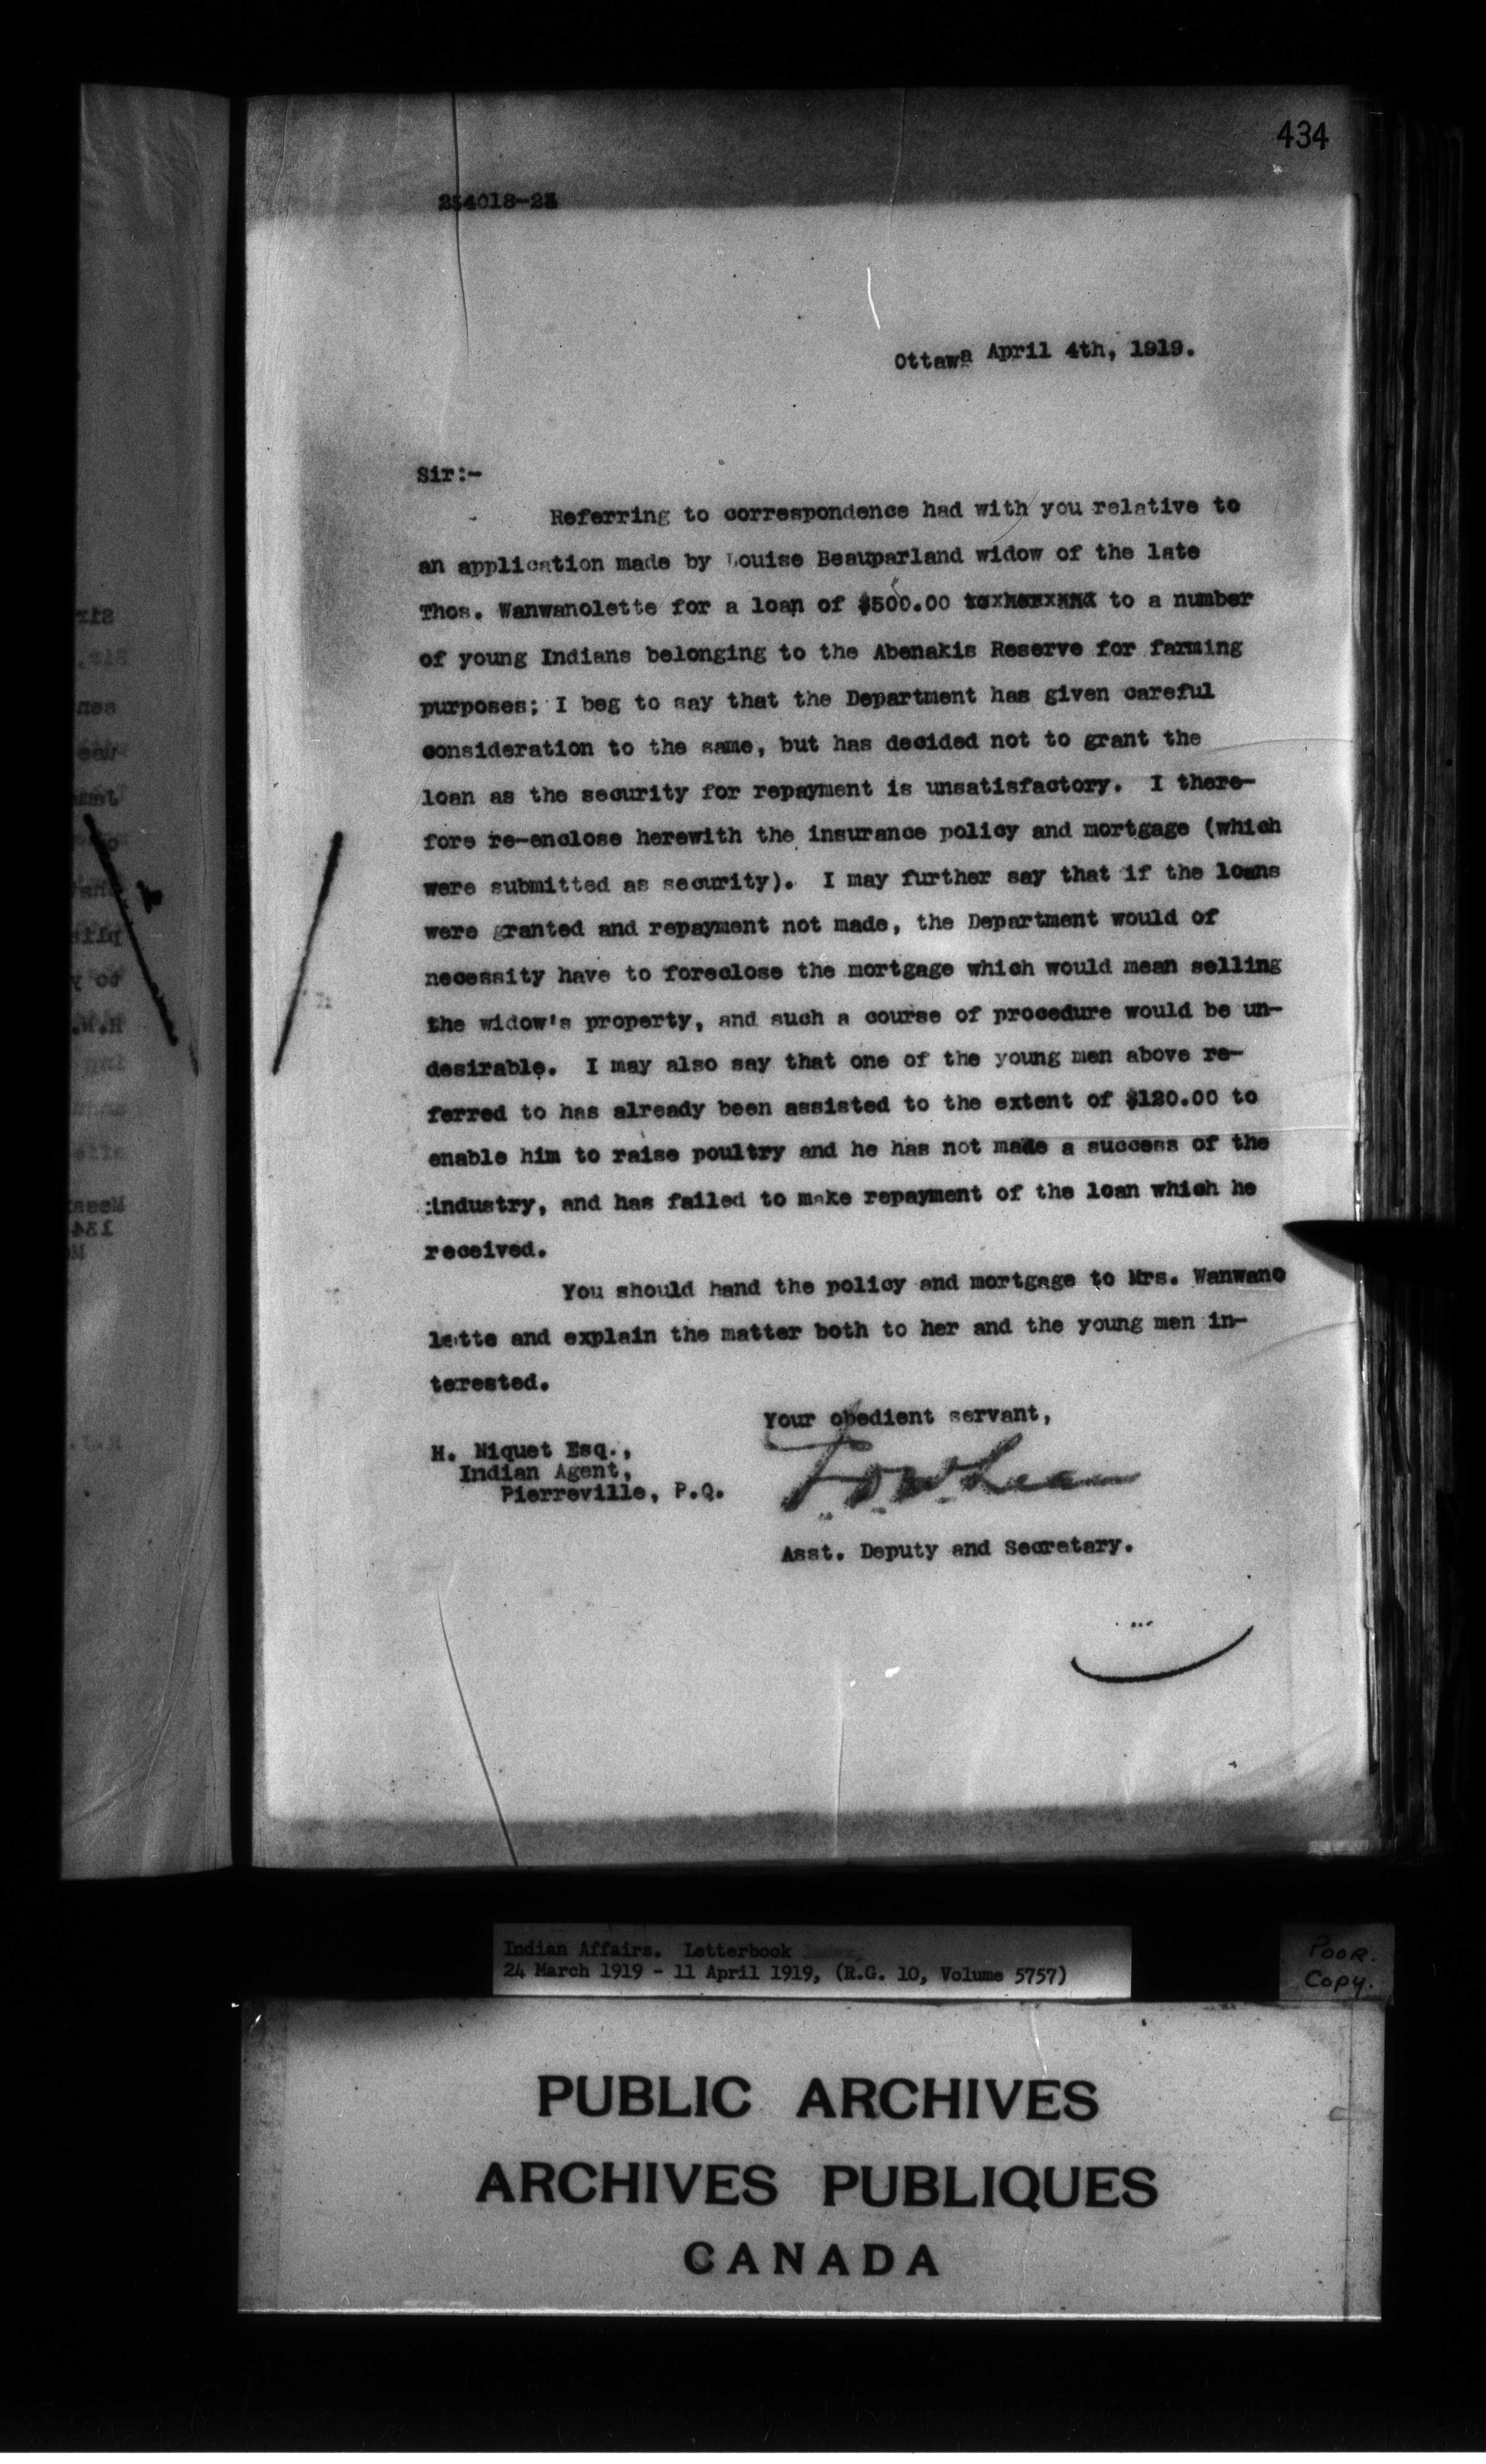 434
Ottawa April 4th, 1919.
Sir:-
Referring to correspondence had with you relative to
an application made by Louise Beauparland widow of the late
Thos. Wanwanolette for a loan of $500.00 to a number
of young Indians belonging to the Abenakis Reserve for farming
purposes; I beg to say that the Department has given careful
consideration to the same, but has decided not to grant the
loan as the security for repayment is unsatisfactory. I there-
fore re-enclose herewith the insurance policy and mortgage (which
were submitted as security). I may further say that if the loans
were granted and repayment not made, the Department would of
necessity have to foreclose the mortgage which would mean selling
the widow's property, and such a course of procedure would be un-
desirable. I may also say that one of the young men above re-
ferred to has already been assisted to the extent of $120.00 to
enable him to raise poultry and he has not made a success of the
industry, and has failed to make repayment of the loan which he
received.
You should hand the policy and mortgage to Mrs. Wanwano
lette and explain the matter both to her and the young men in-
terested.
Your obedient servant,
H. Niquet Esq.,
Indian Agent,
Pierreville, P.Q.
Asst. Deputy and Secretary.
Indian Affairs. Letterbook
24 March 1919 - 11 April 1919, (R.G. 10, Volume 5757)
POOR.
COPY.
PUBLIC ARCHIVES
ARCHIVES PUBLIQUES
CANADA